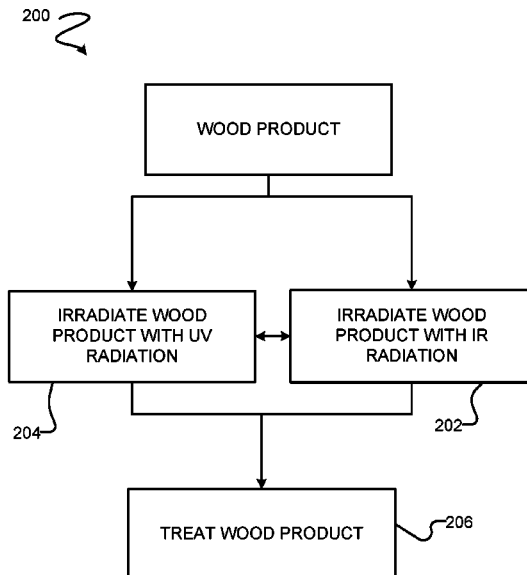 200
WOOD PRODUCT
IRRADIATE WOOD
PRODUCT WITH UV
RADIATION
IRRADIATE WOOD
PRODUCT WITH IR
RADIATION
204
202
TREAT WOOD PRODUCT
206